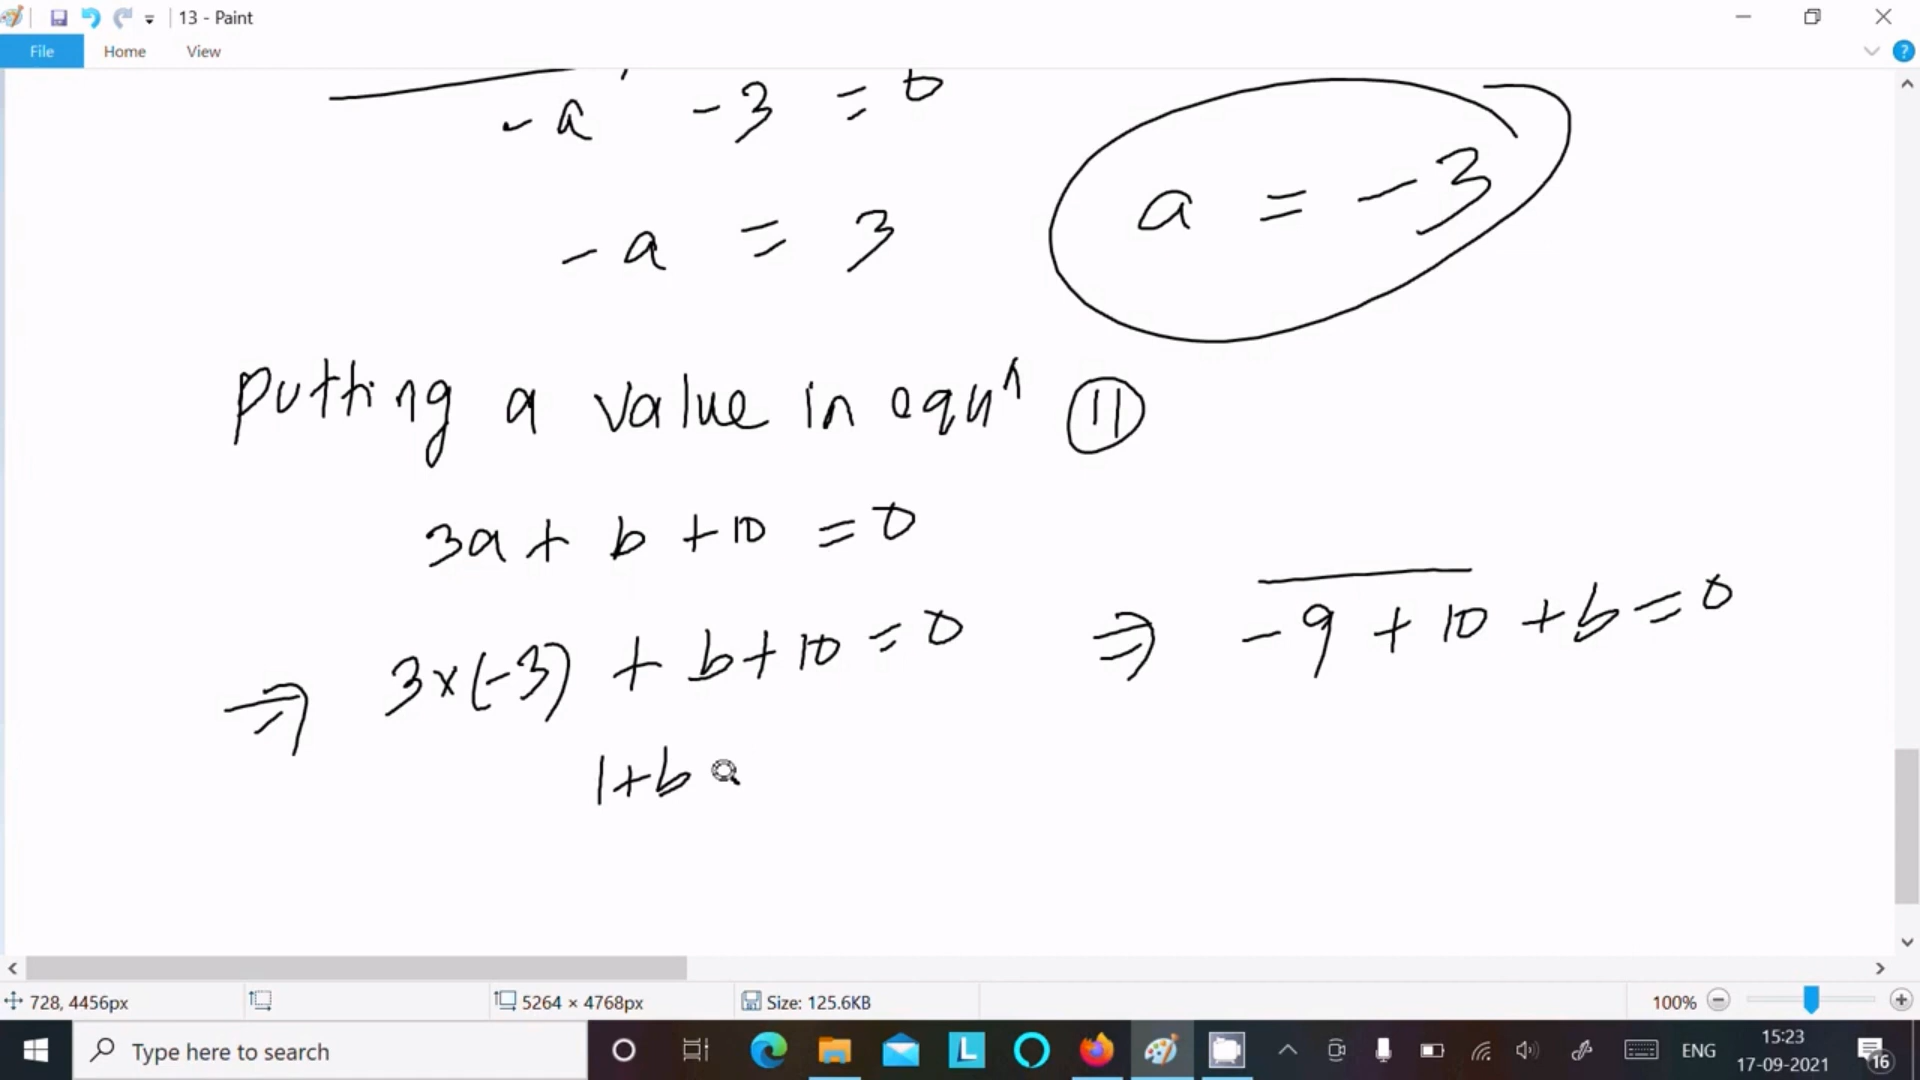 13 - Paint
File Home View
-a -3 = 0
a = -3
-a = 3
putting a value in equn 11
3a + b + 10 = 0
⇒ 3×(-3) + b + 10 = 0
⇒ -9 + 10 + b = 0
1+b
728, 4456px 5264 × 4768px Size: 125.6KB 100%
Type here to search
L
ENG
15:23
17-09-2021
16